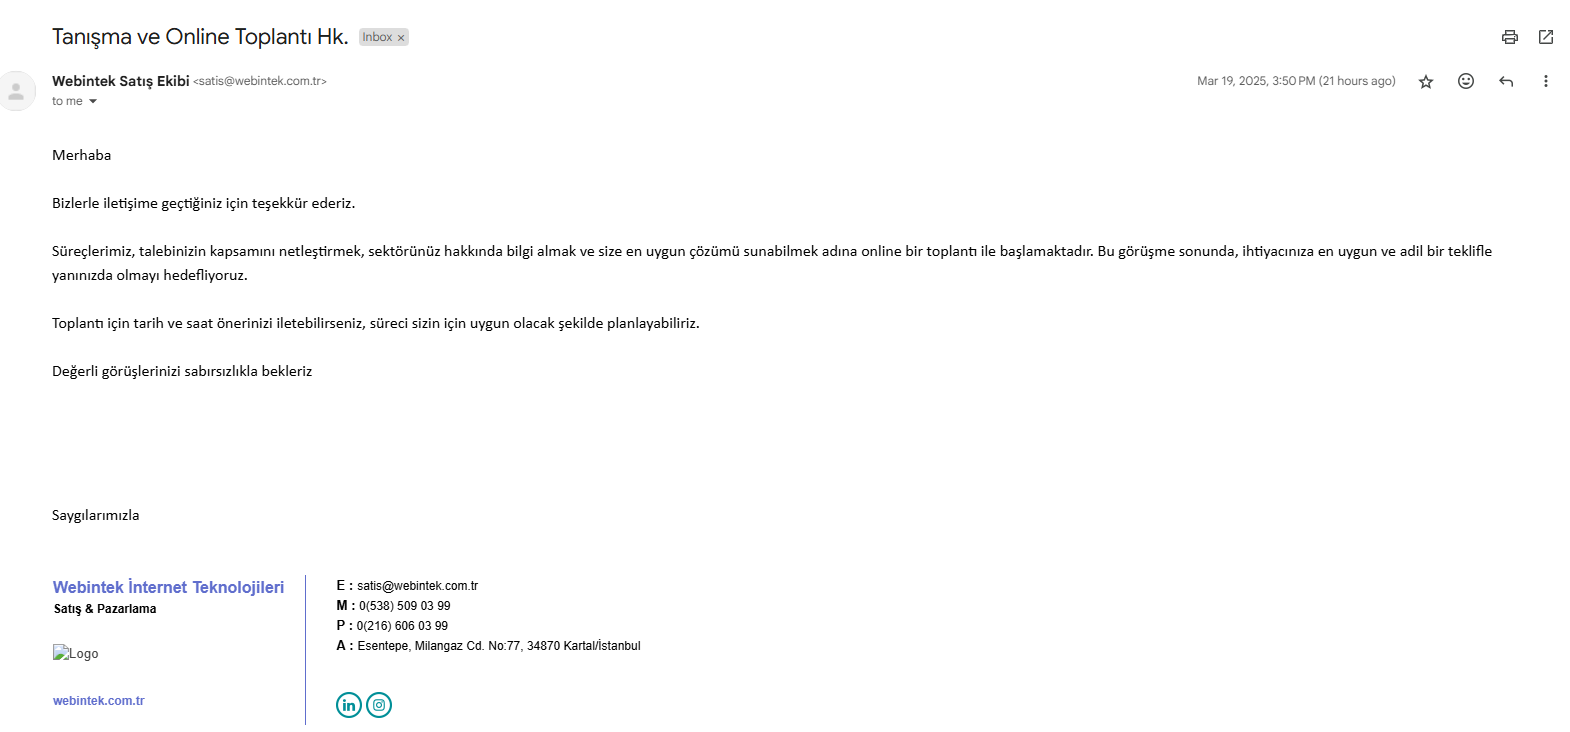 Tanışma ve Online Toplantı Hk. Inbox ×
Webintek Satış Ekibi <satis@webintek.com.tr>
Mar 19, 2025, 3:50 PM (21 hours ago)
to me
Merhaba
Bizlerle iletişime geçtiğiniz için teşekkür ederiz.
Süreçlerimiz, talebinizin kapsamını netleştirmek, sektörünüz hakkında bilgi almak ve size en uygun çözümü sunabilmek adına online bir toplantı ile başlamaktadır. Bu görüşme sonunda, ihtiyacınıza en uygun ve adil bir teklifle
yanınızda olmayı hedefliyoruz.
Toplantı için tarih ve saat önerinizi iletebilirseniz, süreci sizin için uygun olacak şekilde planlayabiliriz.
Değerli görüşlerinizi sabırsızlıkla bekleriz
Saygılarımızla
Webintek İnternet Teknolojileri
Satış & Pazarlama
Logo
webintek.com.tr
E : satis@webintek.com.tr
M : 0(538) 509 03 99
P : 0(216) 606 03 99
A : Esentepe, Milangaz Cd. No:77, 34870 Kartal/İstanbul
in